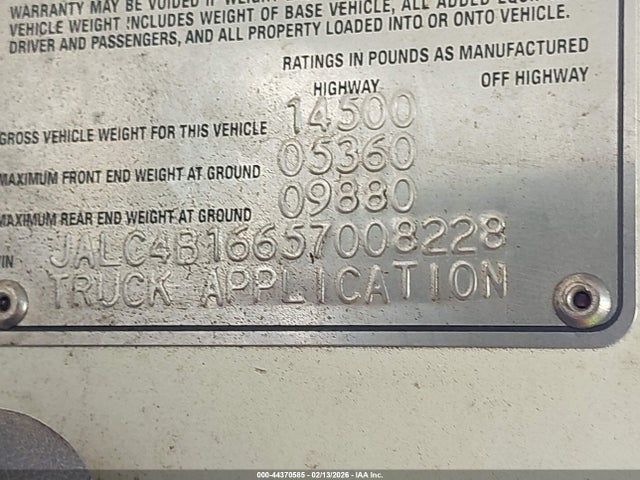 WARRANTY MAY BE VOIDED IF WEIGHT
VEHICLE WEIGHT INCLUDES WEIGHT OF BASE VEHICLE, ALL ADDED
DRIVER AND PASSENGERS, AND ALL PROPERTY LOADED INTO OR ONTO VEHICLE.
RATINGS IN POUNDS AS MANUFACTURED
HIGHWAY OFF HIGHWAY
GROSS VEHICLE WEIGHT FOR THIS VEHICLE 14500
MAXIMUM FRONT END WEIGHT AT GROUND 05360
MAXIMUM REAR END WEIGHT AT GROUND 09880
VIN JALC4B16657008228
TRUCK APPLICATION
000-44370585 - 02/13/2026 - IAA Inc.